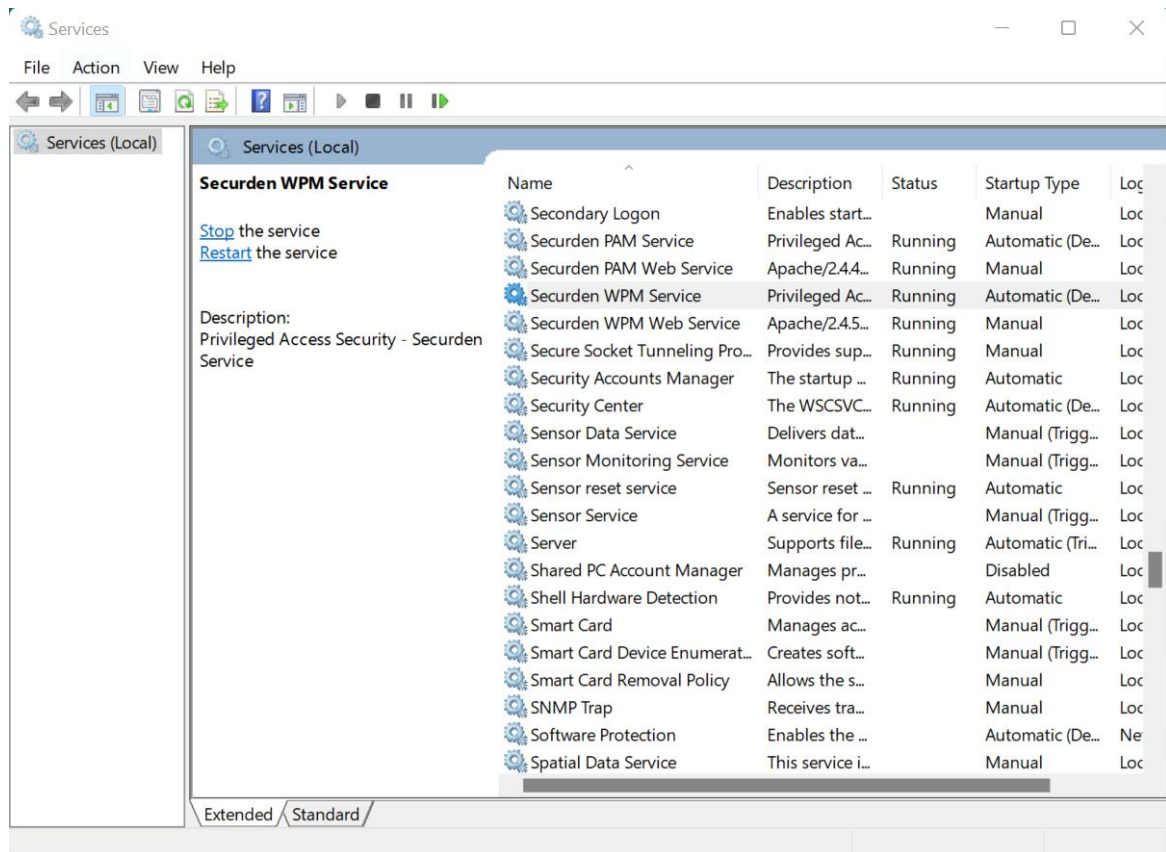 Services
File Action View Help
Services (Local)
Services (Local)
Securden WPM Service
Stop the service
Restart the service
Description:
Privileged Access Security - Securden
Service
Name Description Status Startup Type Log
Secondary Logon Enables start... Manual Loc
Securden PAM Service Privileged Ac... Running Automatic (De... Loc
Securden PAM Web Service Apache/2.4.4... Running Manual Loc
Securden WPM Service Privileged Ac... Running Automatic (De... Loc
Securden WPM Web Service Apache/2.4.5... Running Manual Loc
Secure Socket Tunneling Pro... Provides sup... Running Manual Loc
Security Accounts Manager The startup ... Running Automatic Loc
Security Center The WSCSVC... Running Automatic (De... Loc
Sensor Data Service Delivers dat... Manual (Trigg... Loc
Sensor Monitoring Service Monitors va... Manual (Trigg... Loc
Sensor reset service Sensor reset ... Running Automatic Loc
Sensor Service A service for ... Manual (Trigg... Loc
Server Supports file... Running Automatic (Tri... Loc
Shared PC Account Manager Manages pr... Disabled Loc
Shell Hardware Detection Provides not... Running Automatic Loc
Smart Card Manages ac... Manual (Trigg... Loc
Smart Card Device Enumerat... Creates soft... Manual (Trigg... Loc
Smart Card Removal Policy Allows the s... Manual Loc
SNMP Trap Receives tra... Manual Loc
Software Protection Enables the ... Automatic (De... Net
Spatial Data Service This service i... Manual Loc
Extended Standard